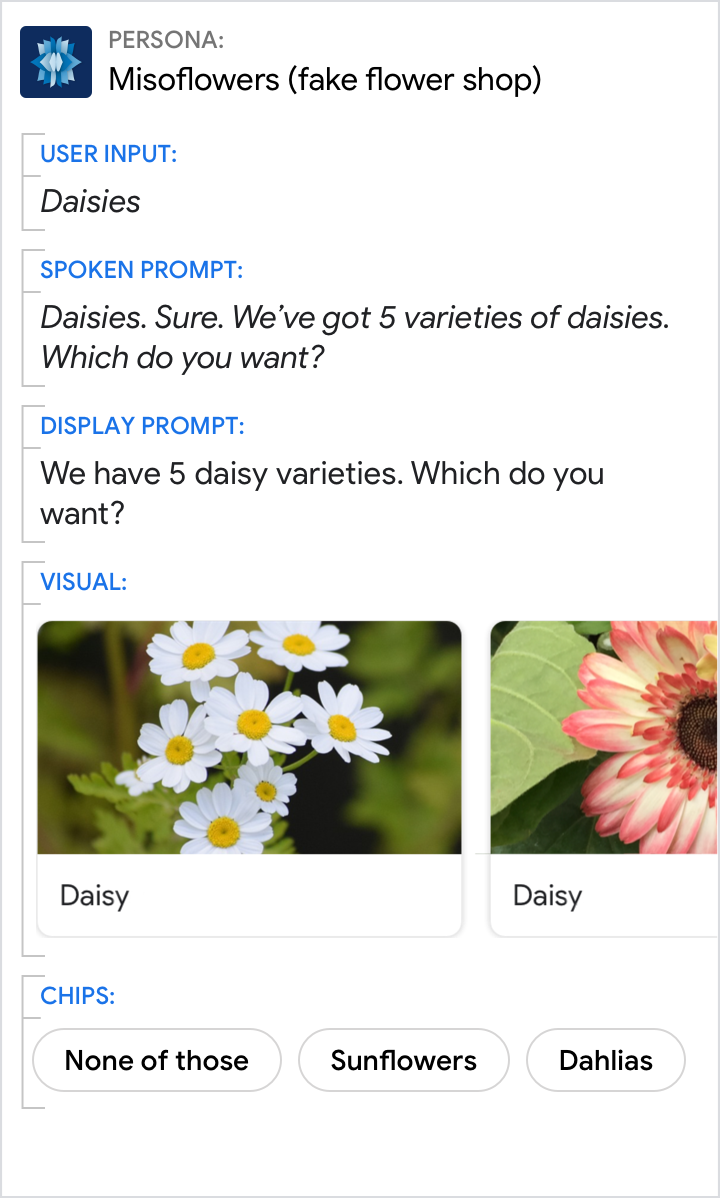 PERSONA:
Misoflowers (fake flower shop)
USER INPUT:
Daisies
SPOKEN PROMPT:
Daisies. Sure. We’ve got 5 varieties of daisies.
Which do you want?
DISPLAY PROMPT:
We have 5 daisy varieties. Which do you
want?
VISUAL:
Daisy
Daisy
CHIPS:
None of those
Sunflowers
Dahlias